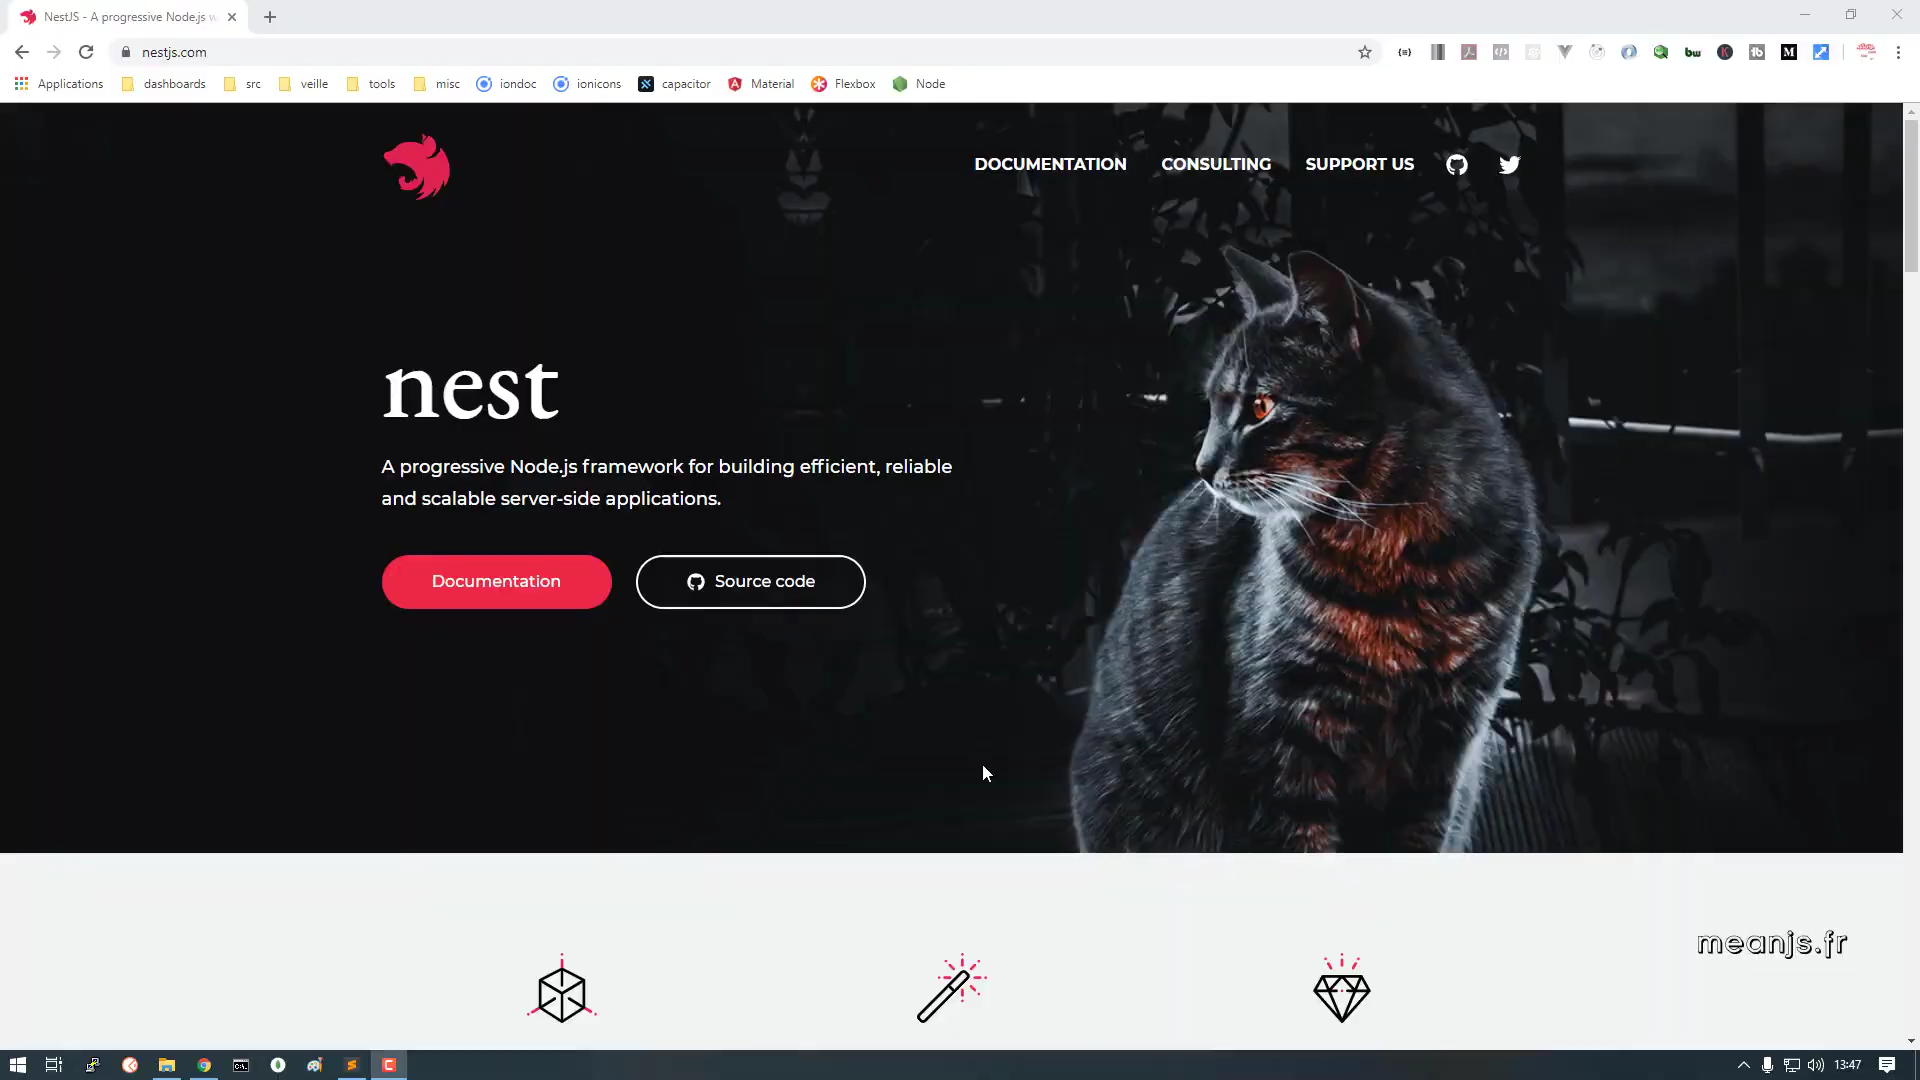 NestJS - A progressive Node.js w
nestjs.com
Applications dashboards src veille tools misc iondoc ionicons capacitor Material Flexbox Node
DOCUMENTATION CONSULTING SUPPORT US
nest
A progressive Node.js framework for building efficient, reliable
and scalable server-side applications.
Documentation Source code
meanjs.fr
13:47